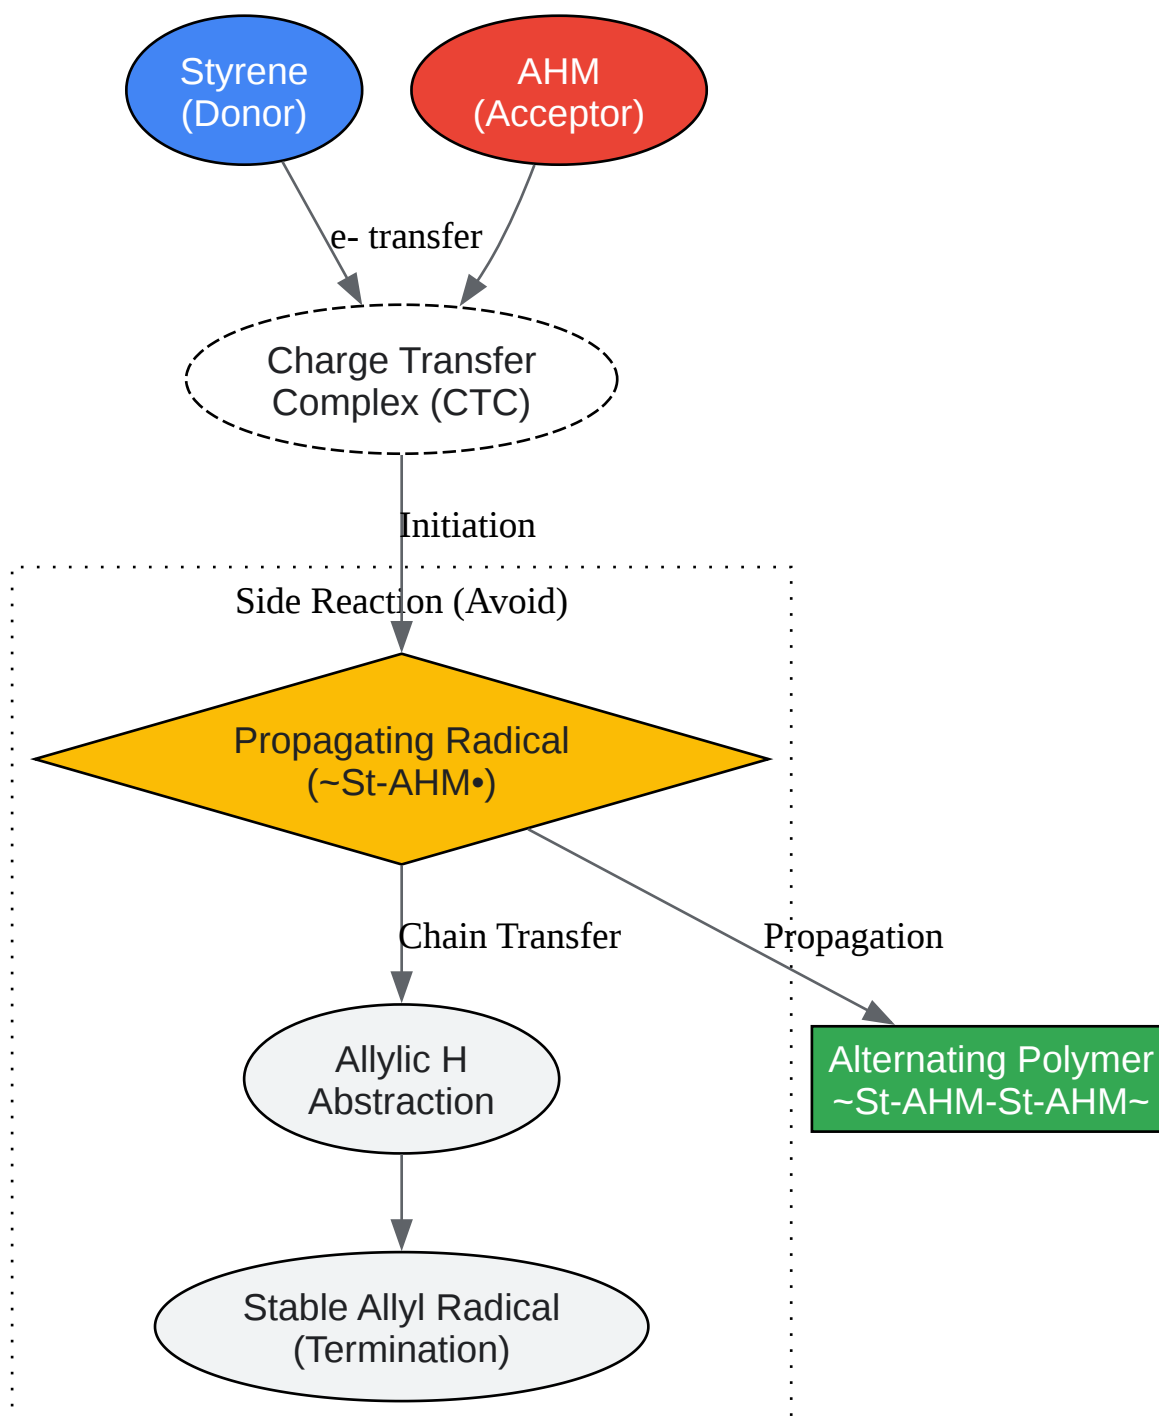 Styrene
(Donor)
AHM
(Acceptor)
e- transfer
Charge Transfer
Complex (CTC)
Initiation
Side Reaction (Avoid)
Propagating Radical
(~St-AHM•)
Chain Transfer
Propagation
Allylic H
Abstraction
Alternating Polymer
~St-AHM-St-AHM~
Stable Allyl Radical
(Termination)